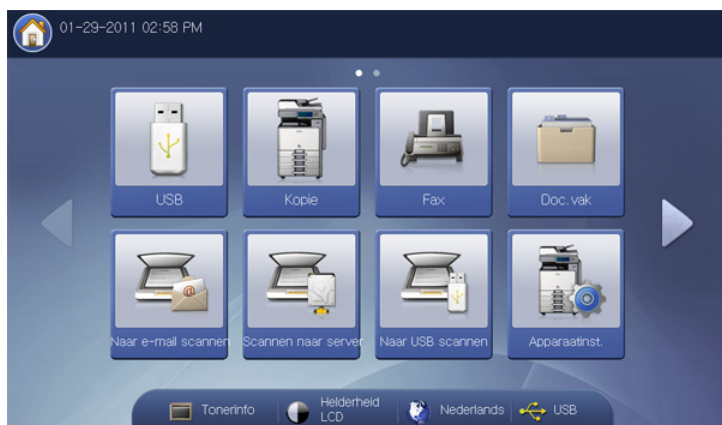 01-29-2011 02:58 PM
USB
Kopie
Fax
Doc.vak
Naar e-mail scannen
Scannen naar server
Naar USB scannen
Apparaatinst.
Tonerinfo
Helderheid
LCD
Nederlands
USB